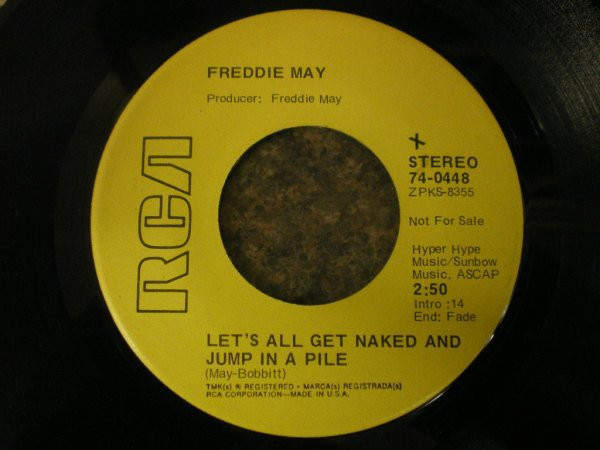 FREDDIE MAY
Producer: Freddie May
RCA
X
STEREO
74-0448
ZPKS-8355
Not For Sale
Hyper Hype
Music/Sunbow
Music, ASCAP
2:50
Intro :14
End: Fade
LET'S ALL GET NAKED AND
JUMP IN A PILE
(May-Bobbitt)
TMK(s) ® REGISTERED • MARCA(s) REGISTRADA(s)
RCA CORPORATION—MADE IN U.S.A.